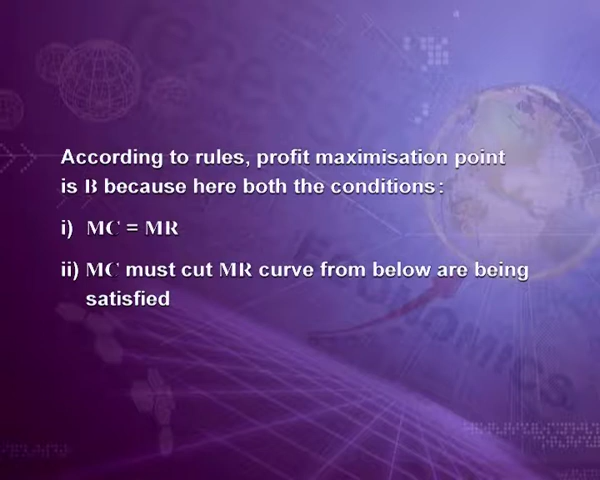 According to rules, profit maximisation point
is B because here both the conditions:
i) MC = MR
ii) MC must cut MR curve from below are being
satisfied
ECONOMICS